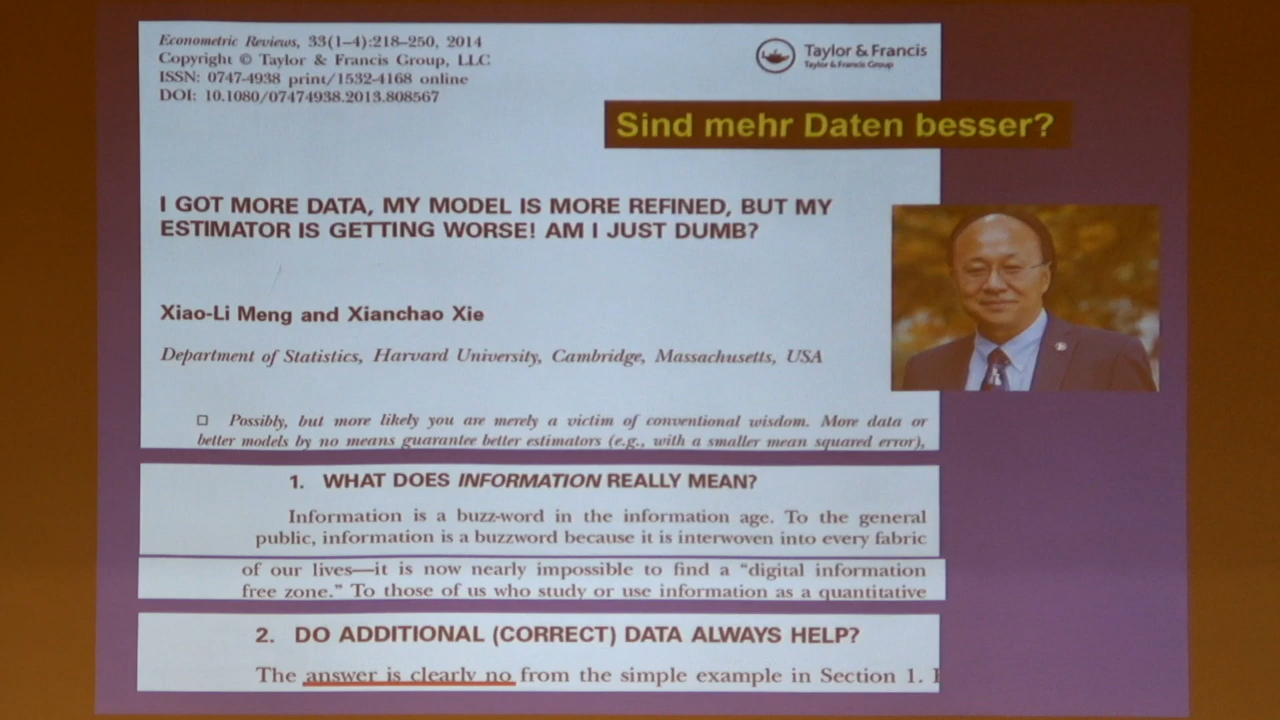 Econometric Reviews, 33(1–4):218–250, 2014
Copyright © Taylor & Francis Group, LLC
ISSN: 0747-4938 print/1532-4168 online
DOI: 10.1080/07474938.2013.808567
Taylor & Francis
Taylor & Francis Group
Sind mehr Daten besser?
I GOT MORE DATA, MY MODEL IS MORE REFINED, BUT MY
ESTIMATOR IS GETTING WORSE! AM I JUST DUMB?
Xiao-Li Meng and Xianchao Xie
Department of Statistics, Harvard University, Cambridge, Massachusetts, USA
Possibly, but more likely you are merely a victim of conventional wisdom. More data or
better models by no means guarantee better estimators (e.g., with a smaller mean squared error),
1. WHAT DOES INFORMATION REALLY MEAN?
Information is a buzz-word in the information age. To the general
public, information is a buzzword because it is interwoven into every fabric
of our lives—it is now nearly impossible to find a “digital information
free zone.” To those of us who study or use information as a quantitative
2. DO ADDITIONAL (CORRECT) DATA ALWAYS HELP?
The answer is clearly no from the simple example in Section 1.